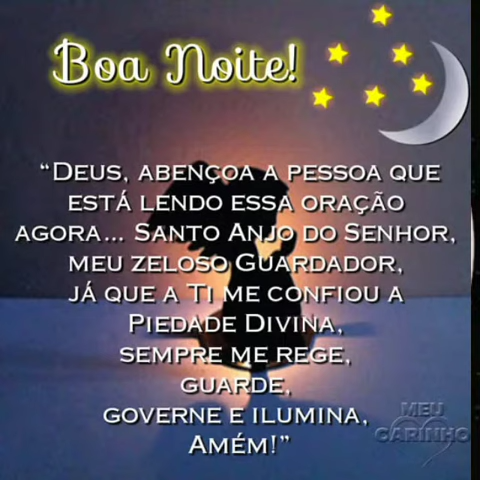 Boa Noite!
“Deus, abençoa a pessoa que
está lendo essa oração
agora... Santo Anjo do Senhor,
meu zeloso Guardador,
já que a Ti me confiou a
Piedade Divina,
sempre me rege,
guarde,
governe e ilumina,
Amém!”
MEU
CARINHO